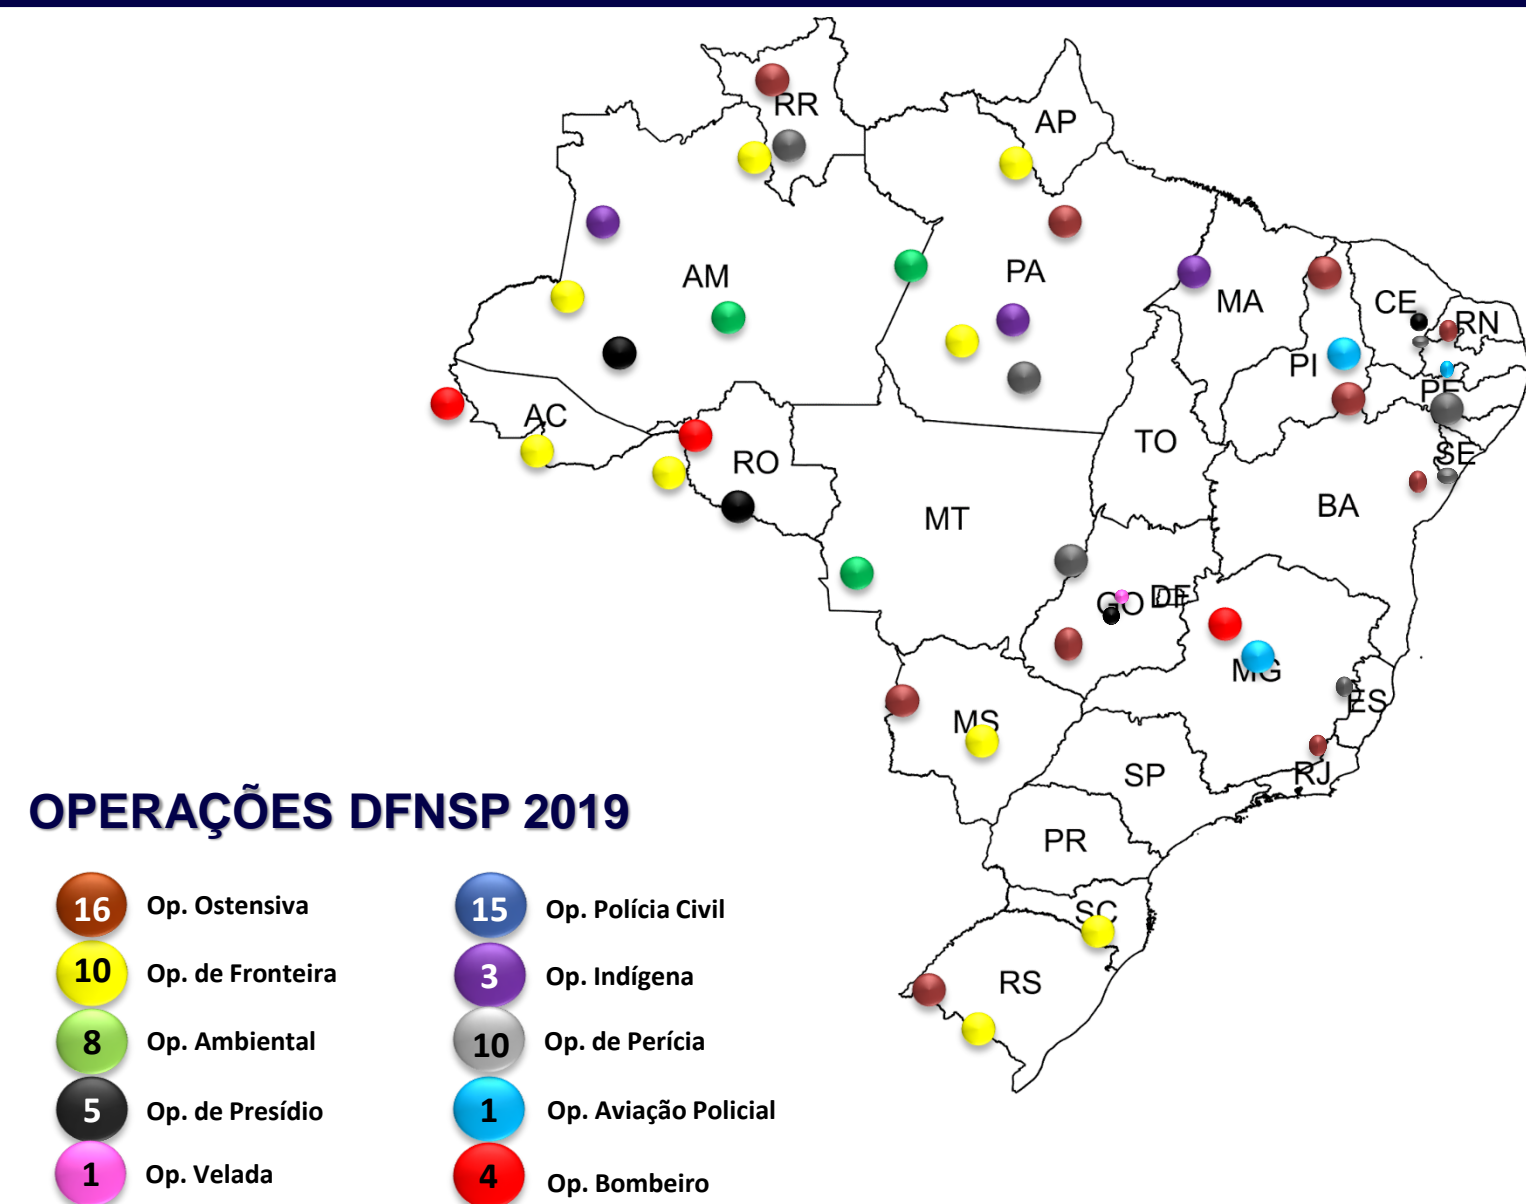 RR
AP
AM
PA
MA
CE
RN
PI
PE
AC
TO
SE
RO
BA
MT
GO DF
MG
ES
MS
SP
RJ
PR
SC
RS
OPERAÇÕES DFNSP 2019
16 Op. Ostensiva
15 Op. Polícia Civil
10 Op. de Fronteira
3 Op. Indígena
8 Op. Ambiental
10 Op. de Perícia
5 Op. de Presídio
1 Op. Aviação Policial
1 Op. Velada
4 Op. Bombeiro